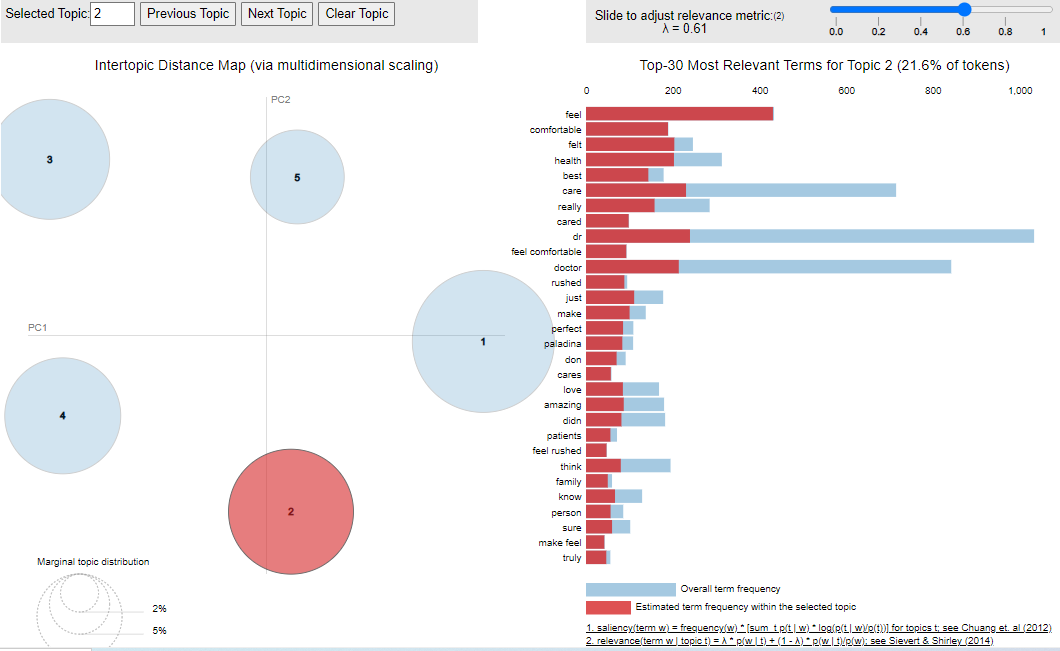 Selected Topic: 2 Previous Topic Next Topic Clear Topic
Slide to adjust relevance metric:(2)
λ = 0.61
0.0 0.2 0.4 0.6 0.8 1
Intertopic Distance Map (via multidimensional scaling)
PC2
PC1
3
5
1
4
2
Marginal topic distribution
2%
5%
Top-30 Most Relevant Terms for Topic 2 (21.6% of tokens)
0 200 400 600 800 1,000
feel
comfortable
felt
health
best
care
really
cared
dr
feel comfortable
doctor
rushed
just
make
perfect
paladina
don
cares
love
amazing
didn
patients
feel rushed
think
family
know
person
sure
make feel
truly
Overall term frequency
Estimated term frequency within the selected topic
1. saliency(term w) = frequency(w) * [sum_t p(t | w) * log(p(t | w)/p(t))] for topics t; see Chuang et. al (2012)
2. relevance(term w | topic t) = λ * p(w | t) + (1 - λ) * p(w | t)/p(w); see Sievert & Shirley (2014)